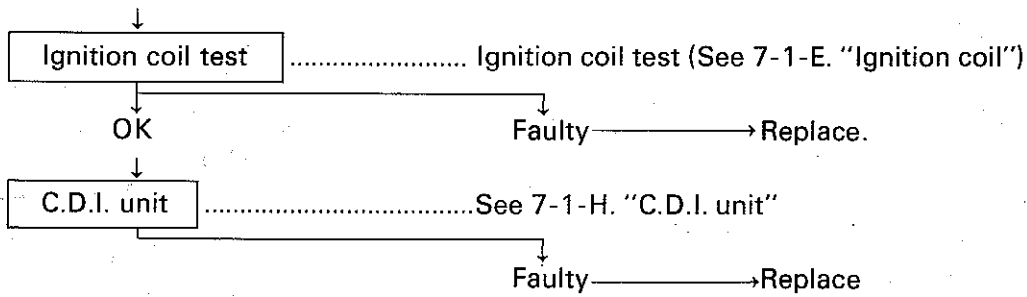 Ignition coil test ......................... Ignition coil test (See 7-1-E. "Ignition coil")
OK Faulty Replace.
C.D.I. unit .....................................See 7-1-H. "C.D.I. unit"
Faulty Replace